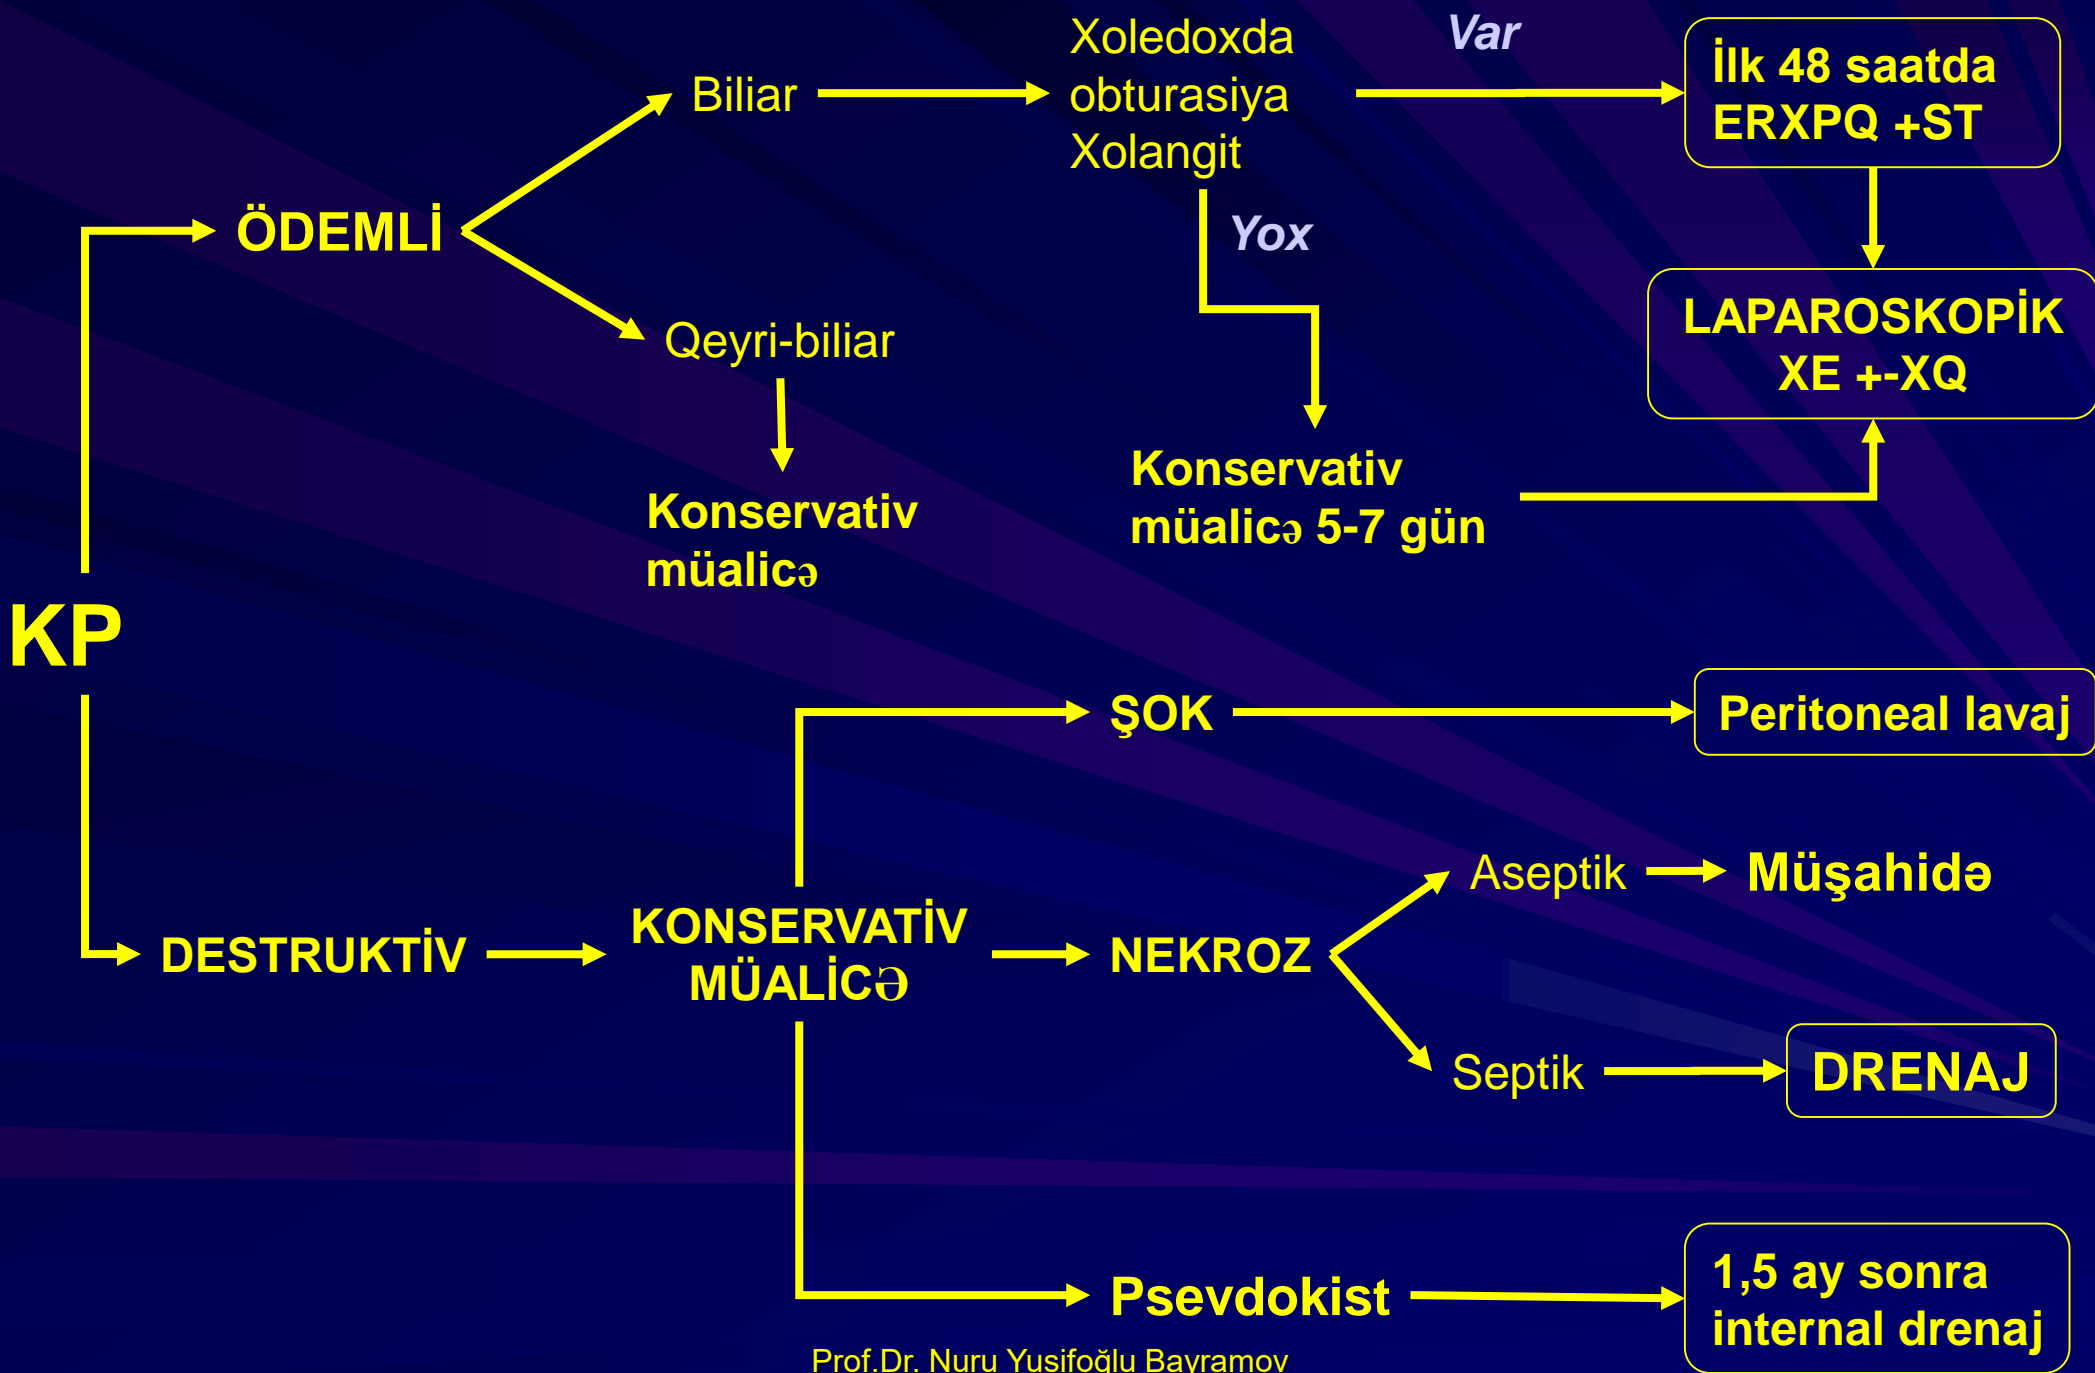 Xoledoxda
obturasiya
Xolangit
Var
İlk 48 saatda
ERXPQ +ST
Biliar
ÖDEMLİ
Yox
Qeyri-biliar
LAPAROSKOPİK
XE +-XQ
Konservativ
müalicə
Konservativ
müalicə 5-7 gün
KP
ŞOK
Peritoneal lavaj
Aseptik
Müşahidə
DESTRUKTİV
KONSERVATİV
MÜALİCƏ
NEKROZ
Septik
DRENAJ
Psevdokist
1,5 ay sonra
internal drenaj
Prof.Dr. Nuru Yusifoğlu Bayramov